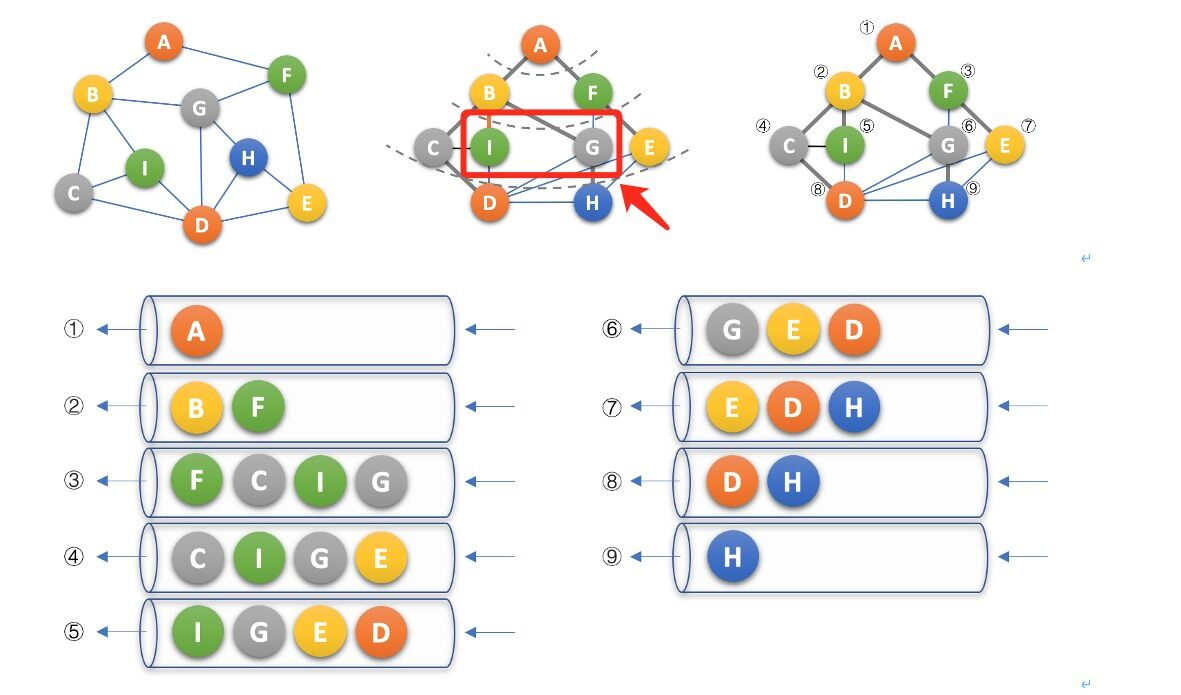 A
F
B
G
H
I
C
E
D
A
B
F
C
I
G
E
D
H
① A
② B ③ F
④ C I ⑤ G ⑥ E ⑦
⑧ D H ⑨
↵
① A
② B F
③ F C I G
④ C I G E
⑤ I G E D
⑥ G E D
⑦ E D H
⑧ D H
⑨ H
↵